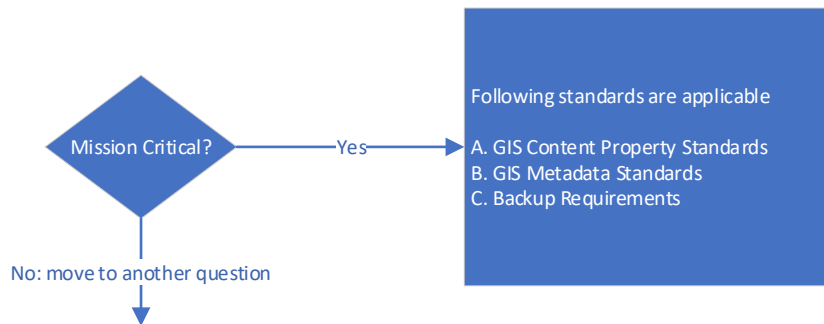 Mission Critical?
Yes
Following standards are applicable
A. GIS Content Property Standards
B. GIS Metadata Standards
C. Backup Requirements
No: move to another question